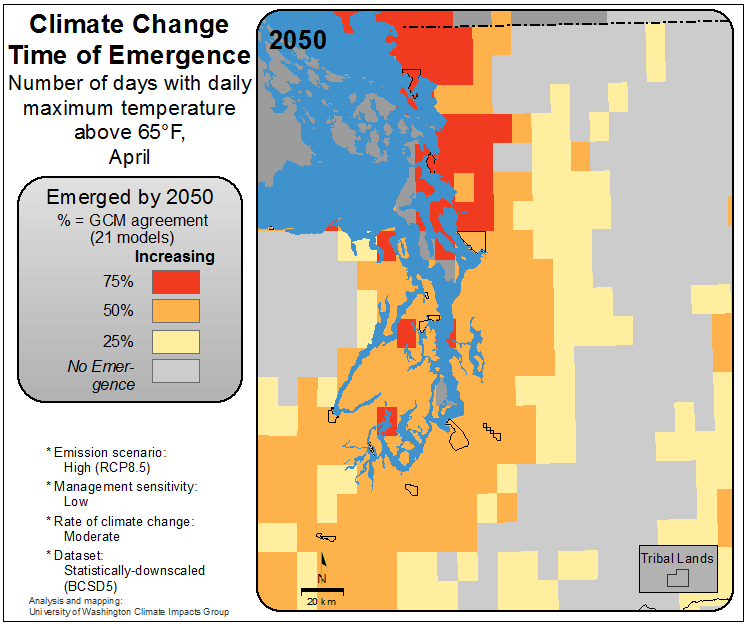 Climate Change
Time of Emergence
Number of days with daily
maximum temperature
above 65°F,
April
Emerged by 2050
% = GCM agreement
(21 models)
Increasing
75%
50%
25%
No Emer-
gence
* Emission scenario:
High (RCP8.5)
* Management sensitivity:
Low
* Rate of climate change:
Moderate
* Dataset:
Statistically-downscaled
(BCSD5)
Analysis and mapping:
University of Washington Climate Impacts Group
2050
N
20 km
Tribal Lands